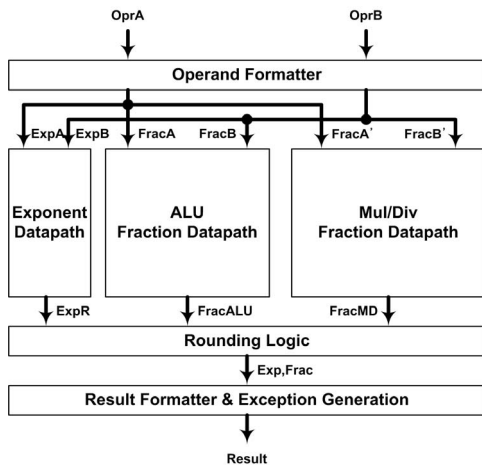 OprA
OprB
Operand Formatter
ExpA
ExpB
FracA
FracB
FracA'
FracB'
Exponent
Datapath
ALU
Fraction Datapath
Mul/Div
Fraction Datapath
ExpR
FracALU
FracMD
Rounding Logic
Exp,Frac
Result Formatter & Exception Generation
Result